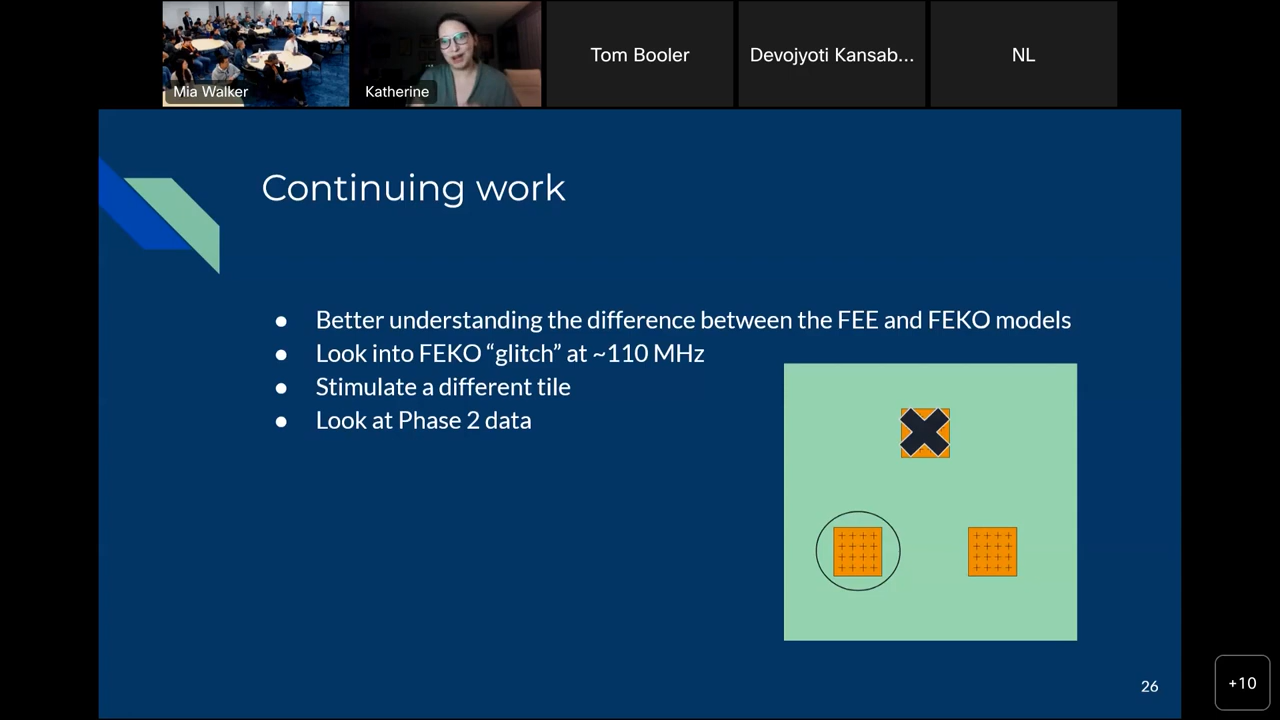 Mia Walker
Katherine
Tom Booler
Devojyoti Kansab...
NL
Continuing work
● Better understanding the difference between the FEE and FEKO models
● Look into FEKO “glitch” at ~110 MHz
● Stimulate a different tile
● Look at Phase 2 data
26
+10